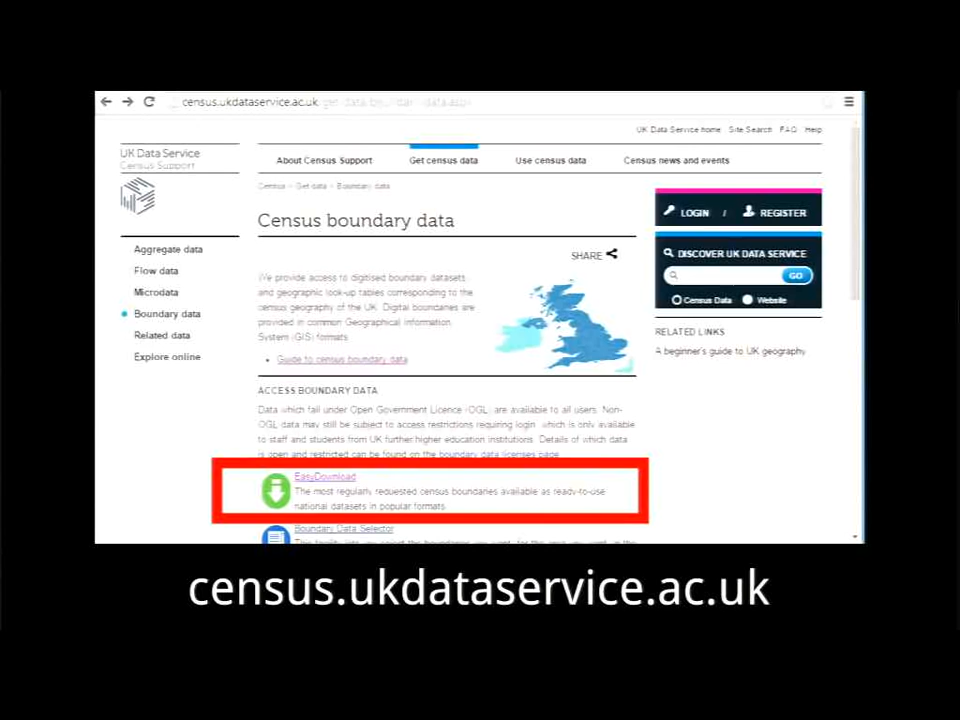 census.ukdataservice.ac.uk
UK Data Service home Site Search FAQ Help
UK Data Service
Census Support
About Census Support Get census data Use census data Census news and events
Census Get data Boundary data
Census boundary data
LOGIN / REGISTER
SHARE
DISCOVER UK DATA SERVICE
GO
Census Data Website
RELATED LINKS
A beginner's guide to UK geography
Aggregate data
Flow data
Microdata
Boundary data
Related data
Explore online
We provide access to digitised boundary datasets
and geographic look-up tables corresponding to the
census geography of the UK. Digital boundaries are
provided in common Geographical Information
System (GIS) formats
• Guide to census boundary data
ACCESS BOUNDARY DATA
Data which fall under Open Government Licence (OGL) are available to all users. Non-
OGL data may still be subject to access restrictions requiring login, which is only available
to staff and students from UK further/higher education institutions. Details of which data
is open and restricted can be found on the boundary data licenses page.
EasyDownload
The most regularly requested census boundaries available as ready-to-use
national datasets in popular formats.
Boundary Data Selector
census.ukdataservice.ac.uk